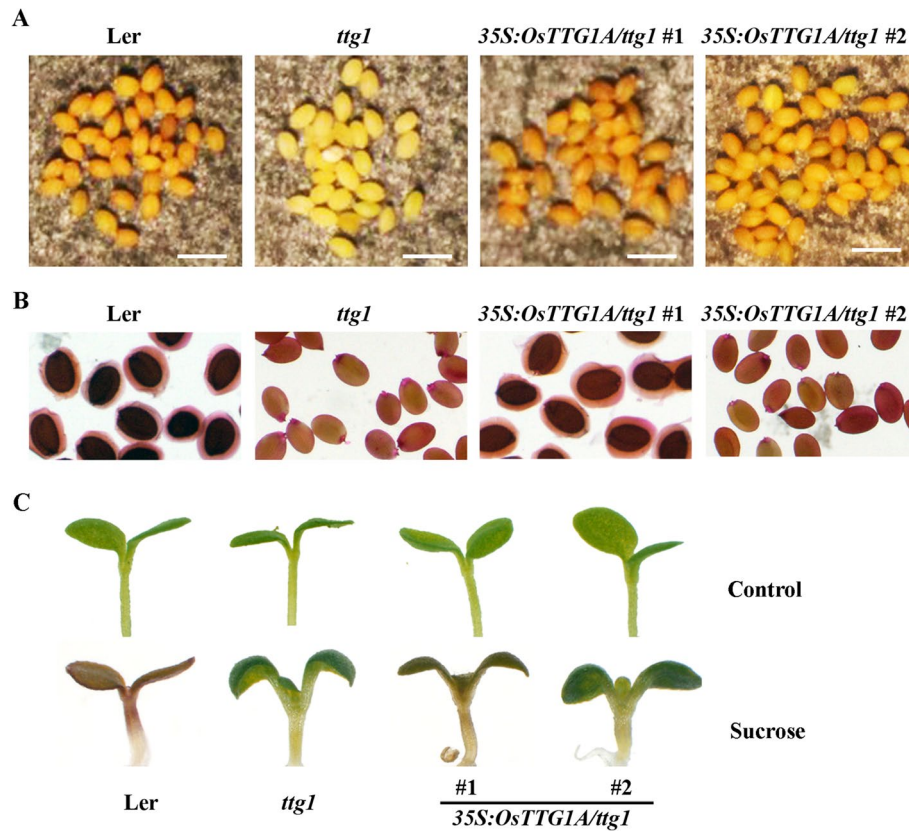 A
Ler ttg1 35S:OsTTG1A/ttg1 #1 35S:OsTTG1A/ttg1 #2
B
Ler ttg1 35S:OsTTG1A/ttg1 #1 35S:OsTTG1A/ttg1 #2
C
Control
Sucrose
Ler ttg1 #1 #2
35S:OsTTG1A/ttg1